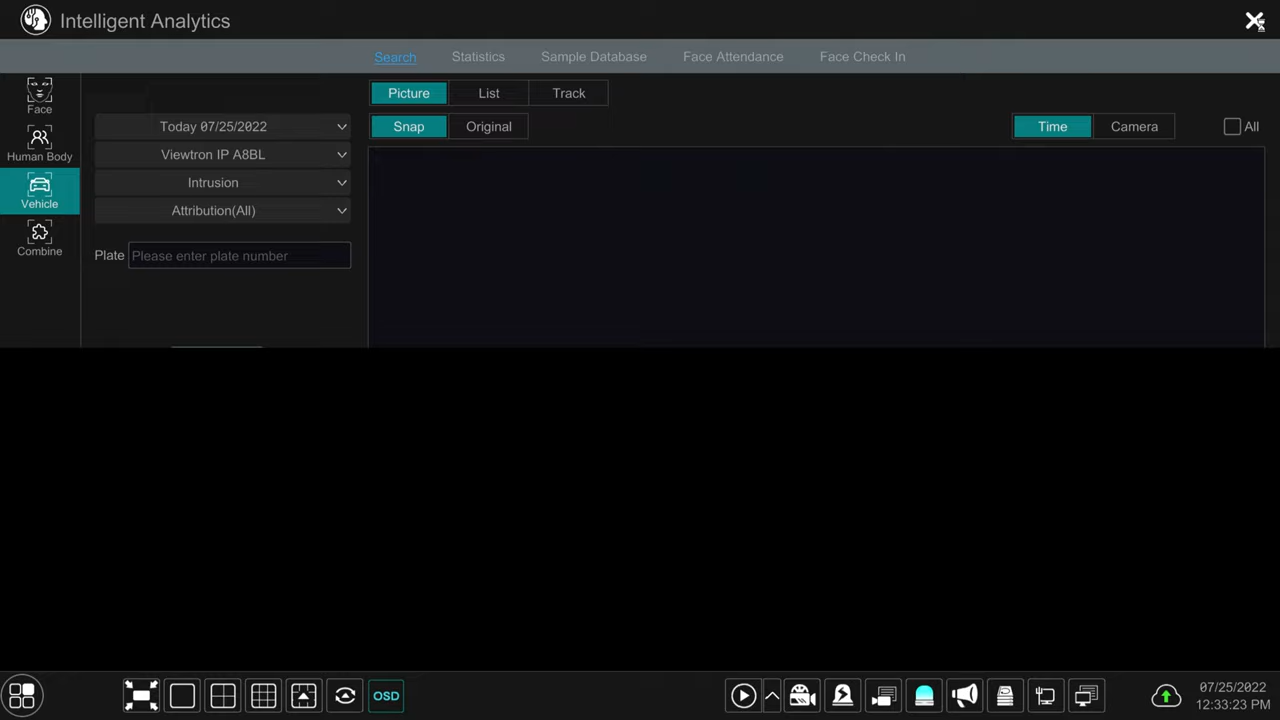 Intelligent Analytics
Search Statistics Sample Database Face Attendance Face Check In
Face
Human Body
Vehicle
Combine
Today 07/25/2022
Viewtron IP A8BL
Intrusion
Attribution(All)
Plate Please enter plate number
Picture List Track
Snap Original
Time Camera All
OSD
07/25/2022
12:33:23 PM